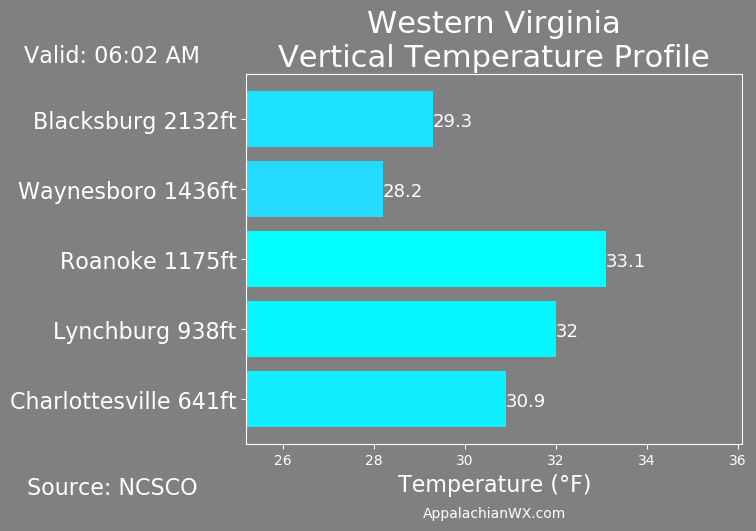 Western Virginia
Vertical Temperature Profile
Valid: 06:02 AM
Blacksburg 2132ft
29.3
Waynesboro 1436ft
28.2
Roanoke 1175ft
33.1
Lynchburg 938ft
32
Charlottesville 641ft
30.9
26 28 30 32 34 36
Temperature (°F)
Source: NCSCO
AppalachianWX.com